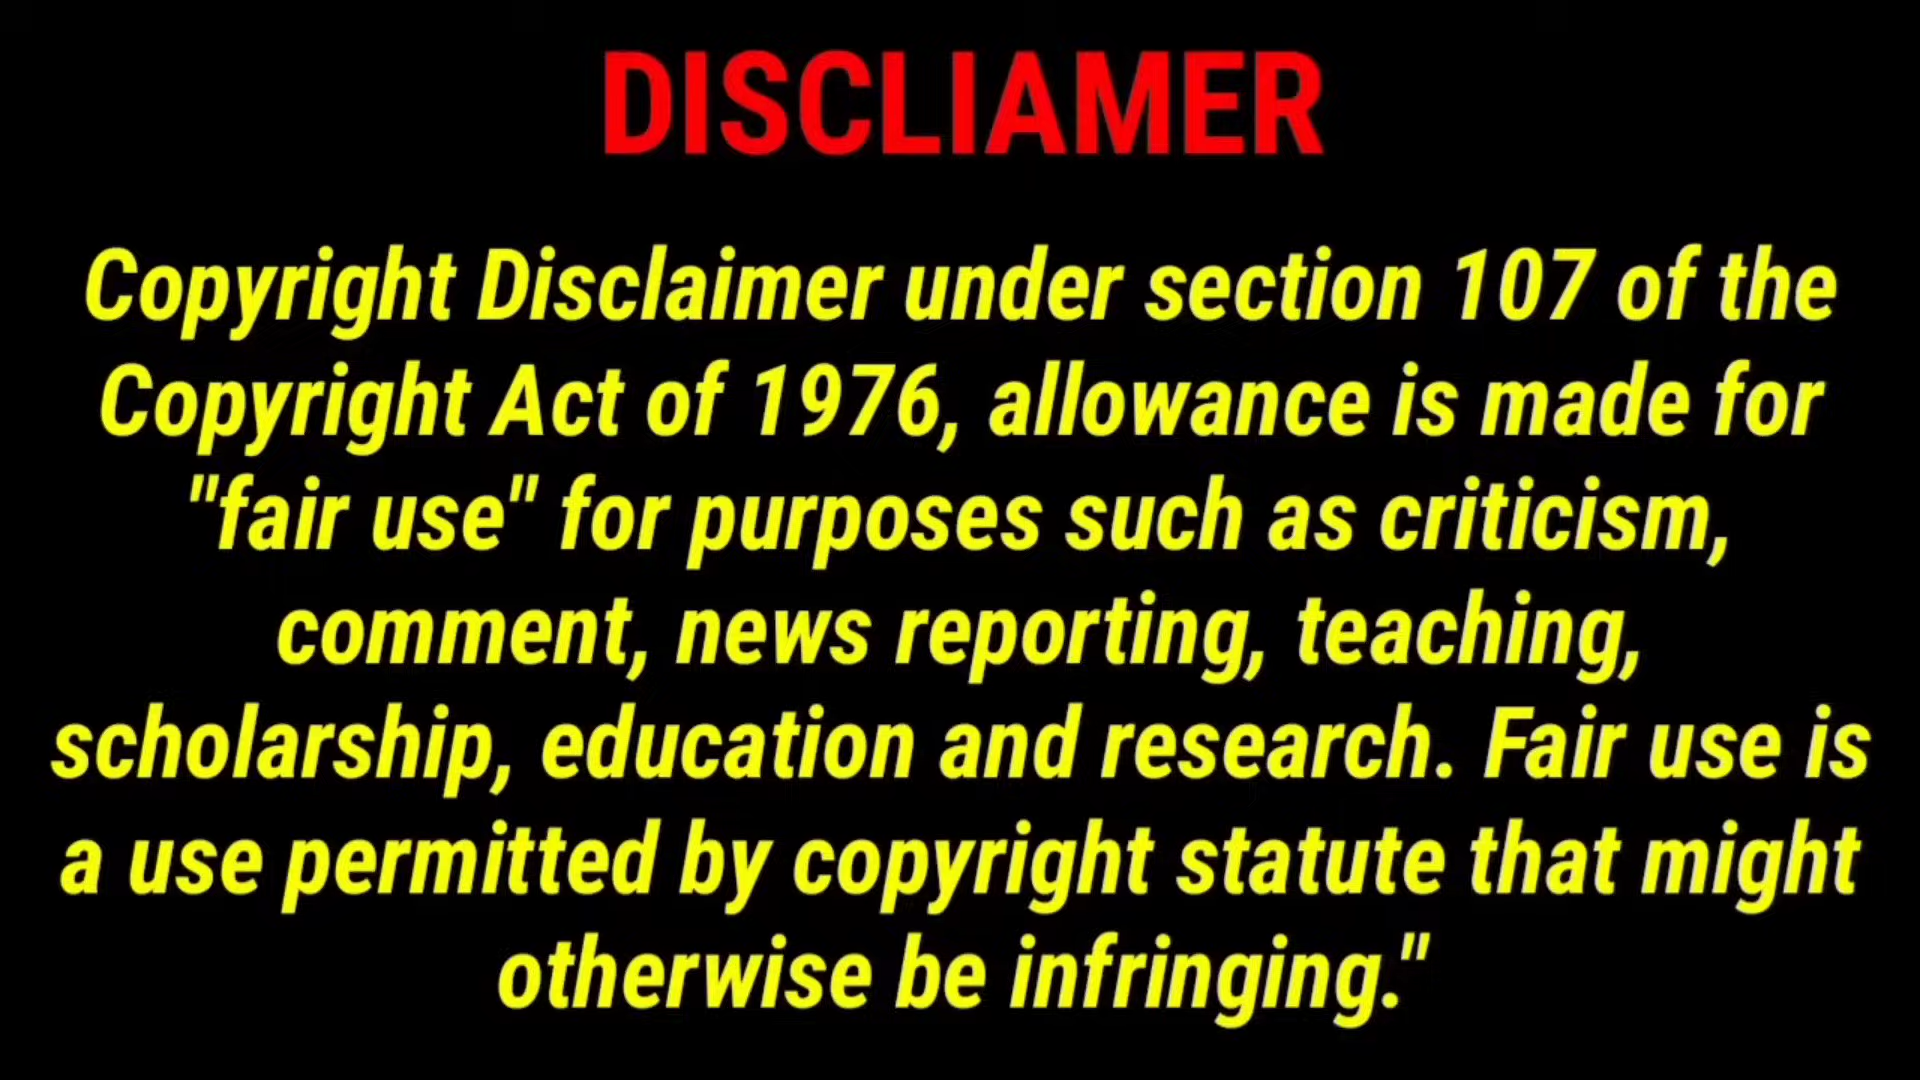 DISCLIAMER
Copyright Disclaimer under section 107 of the
Copyright Act of 1976, allowance is made for
"fair use" for purposes such as criticism,
comment, news reporting, teaching,
scholarship, education and research. Fair use is
a use permitted by copyright statute that might
otherwise be infringing."